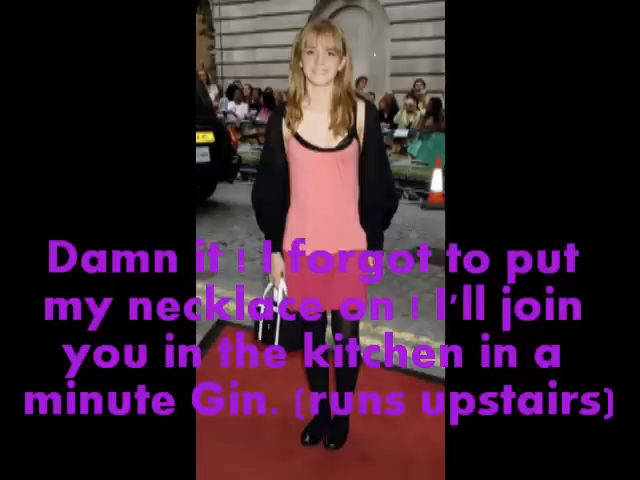 Damn it ! I forgot to put
my necklace on ! I'll join
you in the kitchen in a
minute Gin. (runs upstairs)